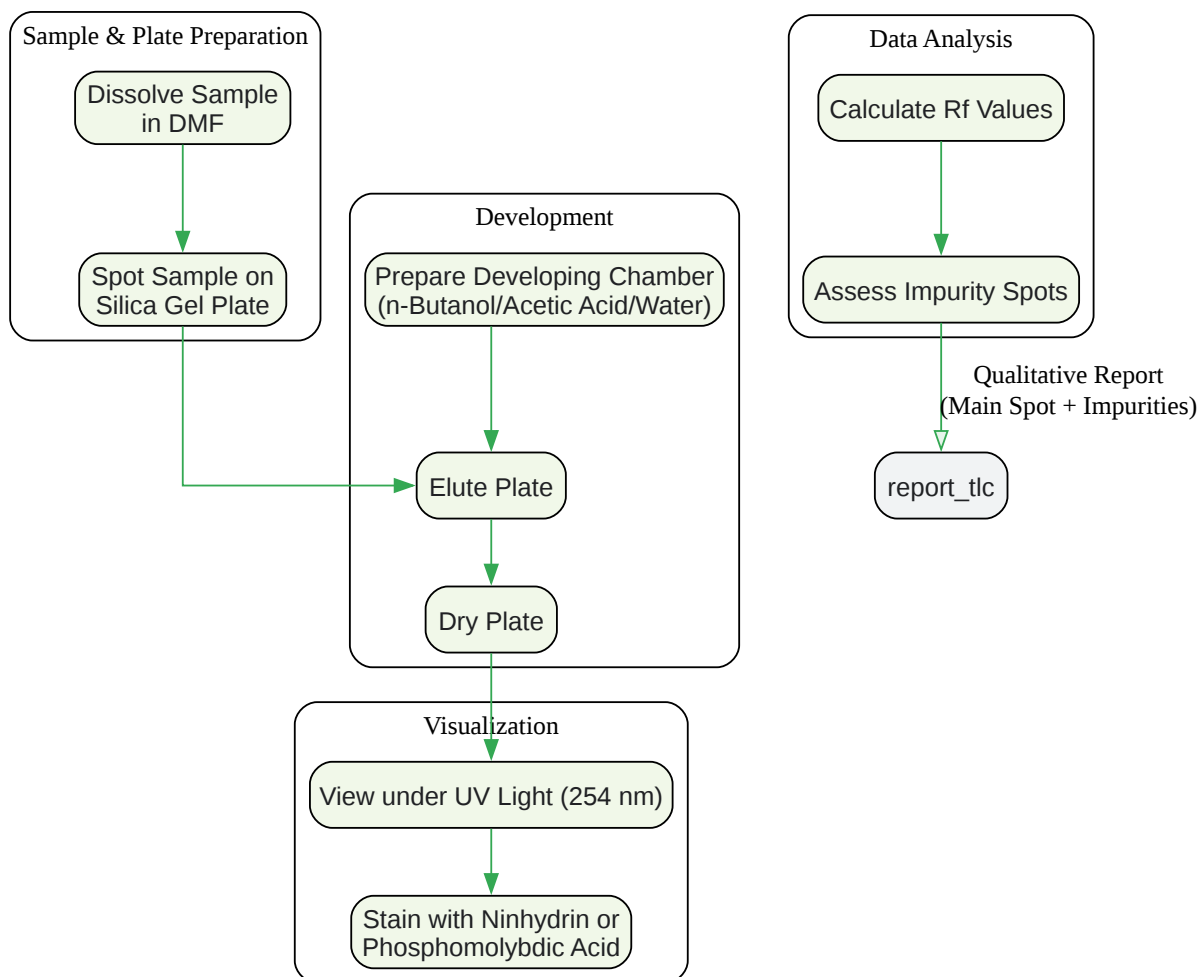 Sample & Plate Preparation
Dissolve Sample
in DMF
Spot Sample on
Silica Gel Plate
Development
Prepare Developing Chamber
(n-Butanol/Acetic Acid/Water)
Elute Plate
Dry Plate
Visualization
View under UV Light (254 nm)
Stain with Ninhydrin or
Phosphomolybdic Acid
Data Analysis
Calculate Rf Values
Assess Impurity Spots
Qualitative Report
(Main Spot + Impurities)
report_tlc